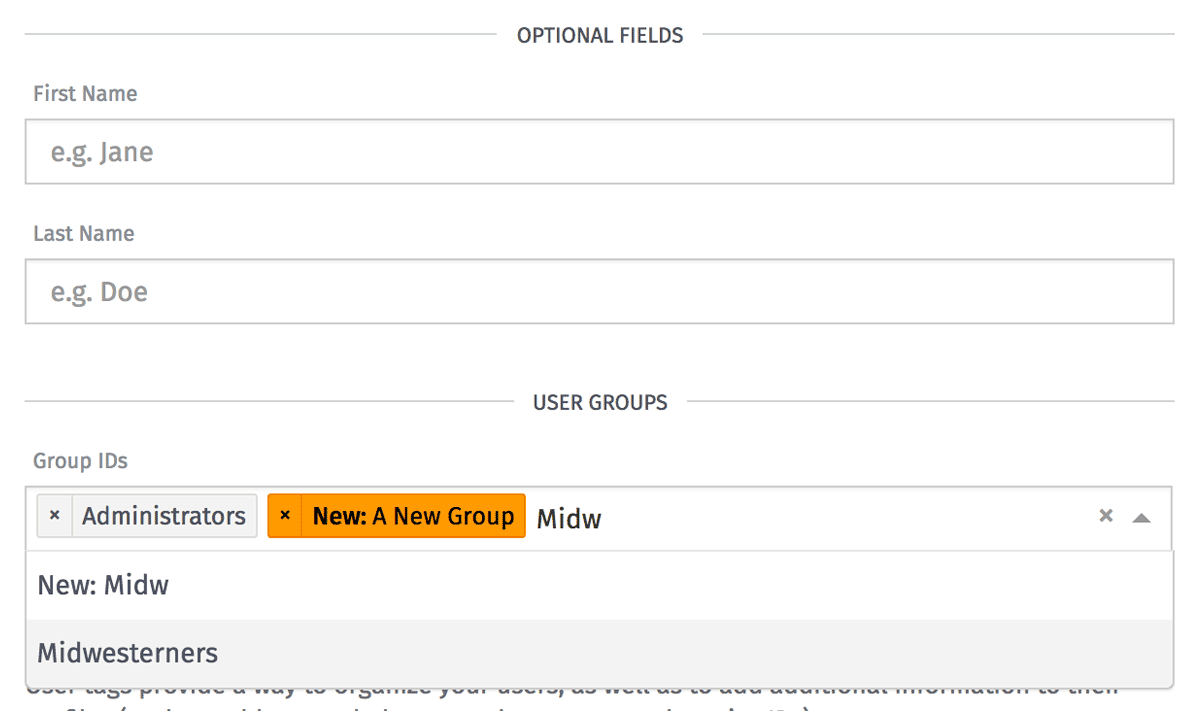 OPTIONAL FIELDS
First Name
e.g. Jane
Last Name
e.g. Doe
USER GROUPS
Group IDs
× Administrators × New: A New Group Midw ×
New: Midw
Midwesterners
User tags provide a way to organize your users, as well as to add additional information to their